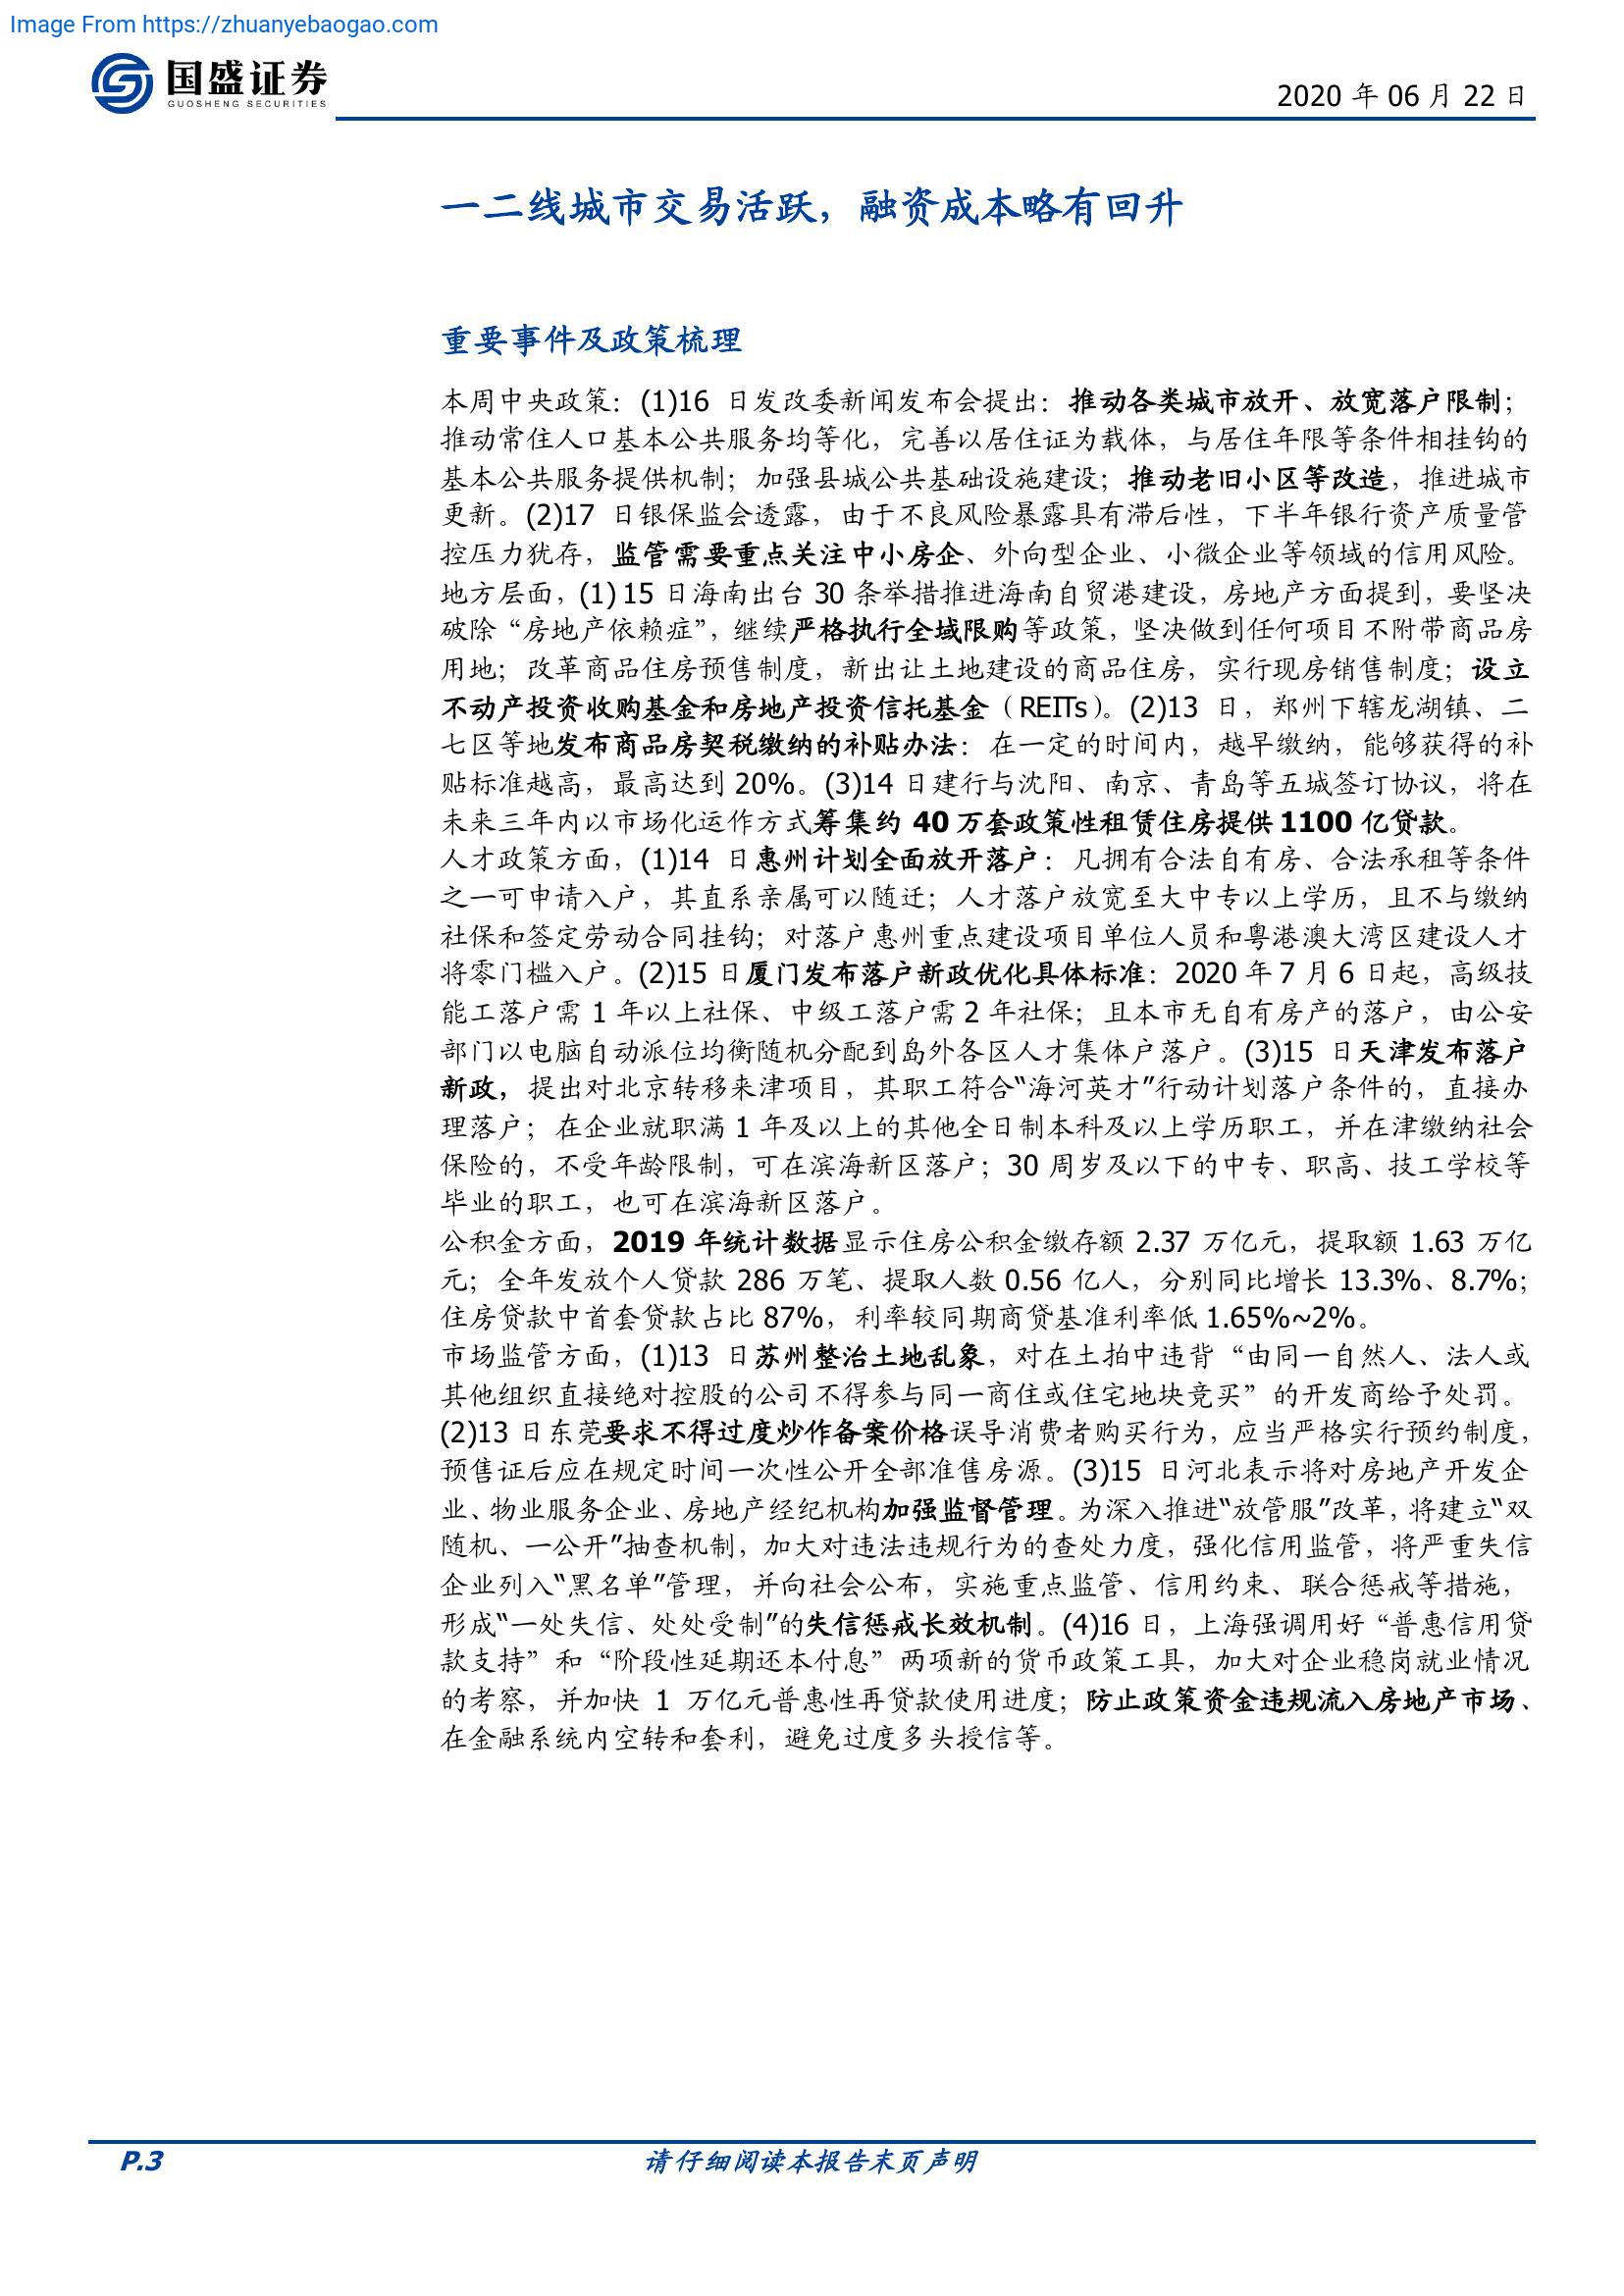 Image From https://zhuanyebaogao.com
国盛证券
GUOSHENG SECURITIES
2020 年 06 月 22 日
一二线城市交易活跃，融资成本略有回升
重要事件及政策梳理
本周中央政策：(1)16 日发改委新闻发布会提出：推动各类城市放开、放宽落户限制；
推动常住人口基本公共服务均等化，完善以居住证为载体，与居住年限等条件相挂钩的
基本公共服务提供机制；加强县城公共基础设施建设；推动老旧小区等改造，推进城市
更新。(2)17 日银保监会透露，由于不良风险暴露具有滞后性，下半年银行资产质量管
控压力犹存，监管需要重点关注中小房企、外向型企业、小微企业等领域的信用风险。
地方层面，(1) 15 日海南出台 30 条举措推进海南自贸港建设，房地产方面提到，要坚决
破除“房地产依赖症”，继续严格执行全域限购等政策，坚决做到任何项目不附带商品房
用地；改革商品住房预售制度，新出让土地建设的商品住房，实行现房销售制度；设立
不动产投资收购基金和房地产投资信托基金（REITs）。(2)13 日，郑州下辖龙湖镇、二
七区等地发布商品房契税缴纳的补贴办法：在一定的时间内，越早缴纳，能够获得的补
贴标准越高，最高达到 20%。(3)14 日建行与沈阳、南京、青岛等五城签订协议，将在
未来三年内以市场化运作方式筹集约 40 万套政策性租赁住房提供 1100 亿贷款。
人才政策方面，(1)14 日惠州计划全面放开落户：凡拥有合法自有房、合法承租等条件
之一可申请入户，其直系亲属可以随迁；人才落户放宽至大中专以上学历，且不与缴纳
社保和签定劳动合同挂钩；对落户惠州重点建设项目单位人员和粤港澳大湾区建设人才
将零门槛入户。(2)15 日厦门发布落户新政优化具体标准：2020 年 7 月 6 日起，高级技
能工落户需 1 年以上社保、中级工落户需 2 年社保；且本市无自有房产的落户，由公安
部门以电脑自动派位均衡随机分配到岛外各区人才集体户落户。(3)15 日天津发布落户
新政，提出对北京转移来津项目，其职工符合“海河英才”行动计划落户条件的，直接办
理落户；在企业就职满 1 年及以上的其他全日制本科及以上学历职工，并在津缴纳社会
保险的，不受年龄限制，可在滨海新区落户；30 周岁及以下的中专、职高、技工学校等
毕业的职工，也可在滨海新区落户。
公积金方面，2019 年统计数据显示住房公积金缴存额 2.37 万亿元，提取额 1.63 万亿
元；全年发放个人贷款 286 万笔、提取人数 0.56 亿人，分别同比增长 13.3%、8.7%；
住房贷款中首套贷款占比 87%，利率较同期商贷基准利率低 1.65%~2%。
市场监管方面，(1)13 日苏州整治土地乱象，对在土拍中违背“由同一自然人、法人或
其他组织直接绝对控股的公司不得参与同一商住或住宅地块竞买”的开发商给予处罚。
(2)13 日东莞要求不得过度炒作备案价格误导消费者购买行为，应当严格实行预约制度，
预售证后应在规定时间一次性公开全部准售房源。(3)15 日河北表示将对房地产开发企
业、物业服务企业、房地产经纪机构加强监督管理。为深入推进“放管服”改革，将建立“双
随机、一公开”抽查机制，加大对违法违规行为的查处力度，强化信用监管，将严重失信
企业列入“黑名单”管理，并向社会公布，实施重点监管、信用约束、联合惩戒等措施，
形成“一处失信、处处受制”的失信惩戒长效机制。(4)16 日，上海强调用好“普惠信用贷
款支持”和“阶段性延期还本付息”两项新的货币政策工具，加大对企业稳岗就业情况
的考察，并加快 1 万亿元普惠性再贷款使用进度；防止政策资金违规流入房地产市场、
在金融系统内空转和套利，避免过度多头授信等。
P.3
请仔细阅读本报告末页声明